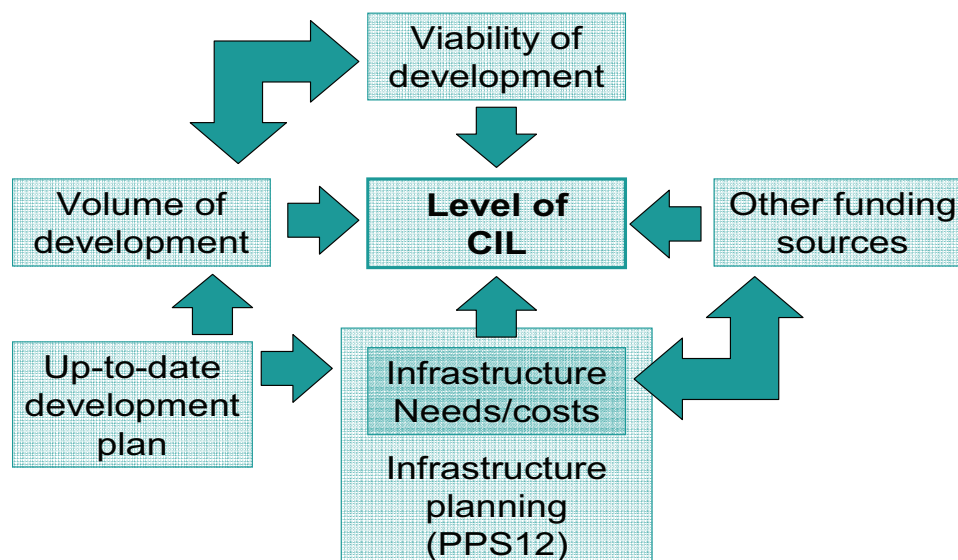 Viability of
development
Volume of
development
Level of
CIL
Other funding
sources
Up-to-date
development
plan
Infrastructure
Needs/costs
Infrastructure
planning
(PPS12)